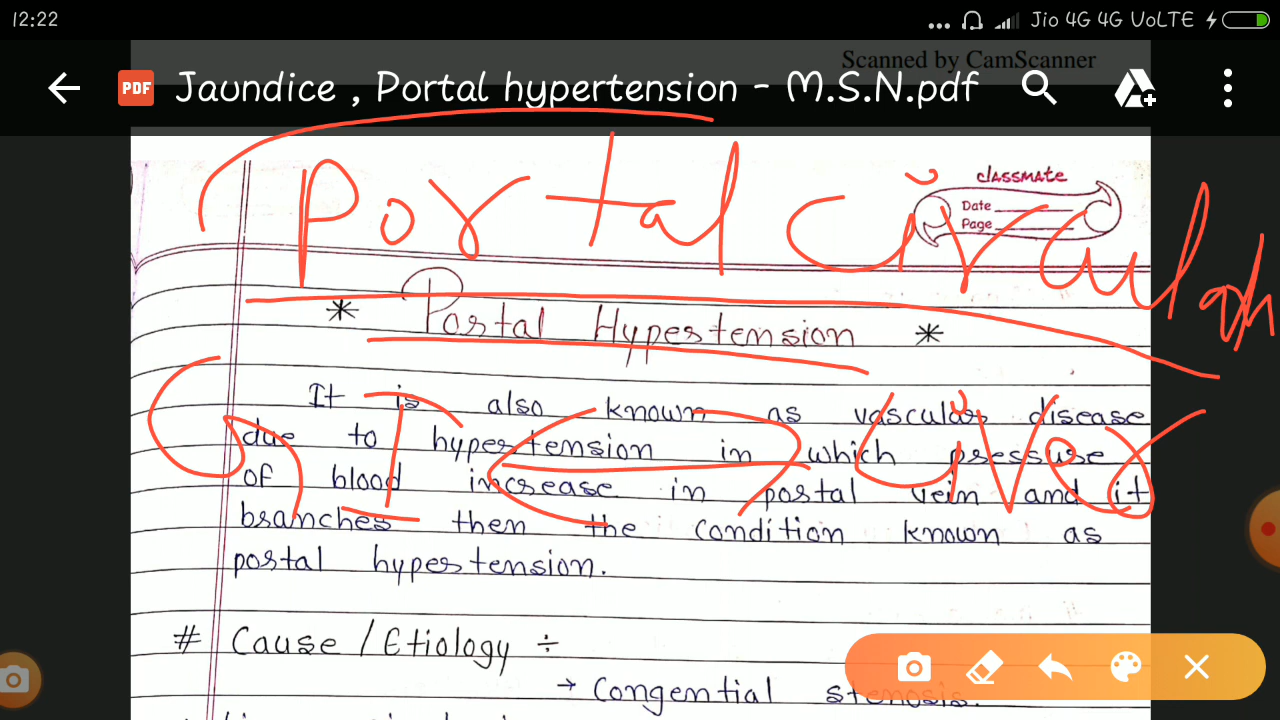 12:22 ... Jio 4G 4G VoLTE
Scanned by CamScanner
PDF Jaundice , Portal hypertension - M.S.N.pdf
classmate
Date
Page
Portal
* Portal Hypertension *
It is also known as vascular disease
due to hypertension in which pressure
of blood increase in portal vein and it
branches then the condition known as
portal hypertension.
# Cause / Etiology ÷
→ Congential stenosis.